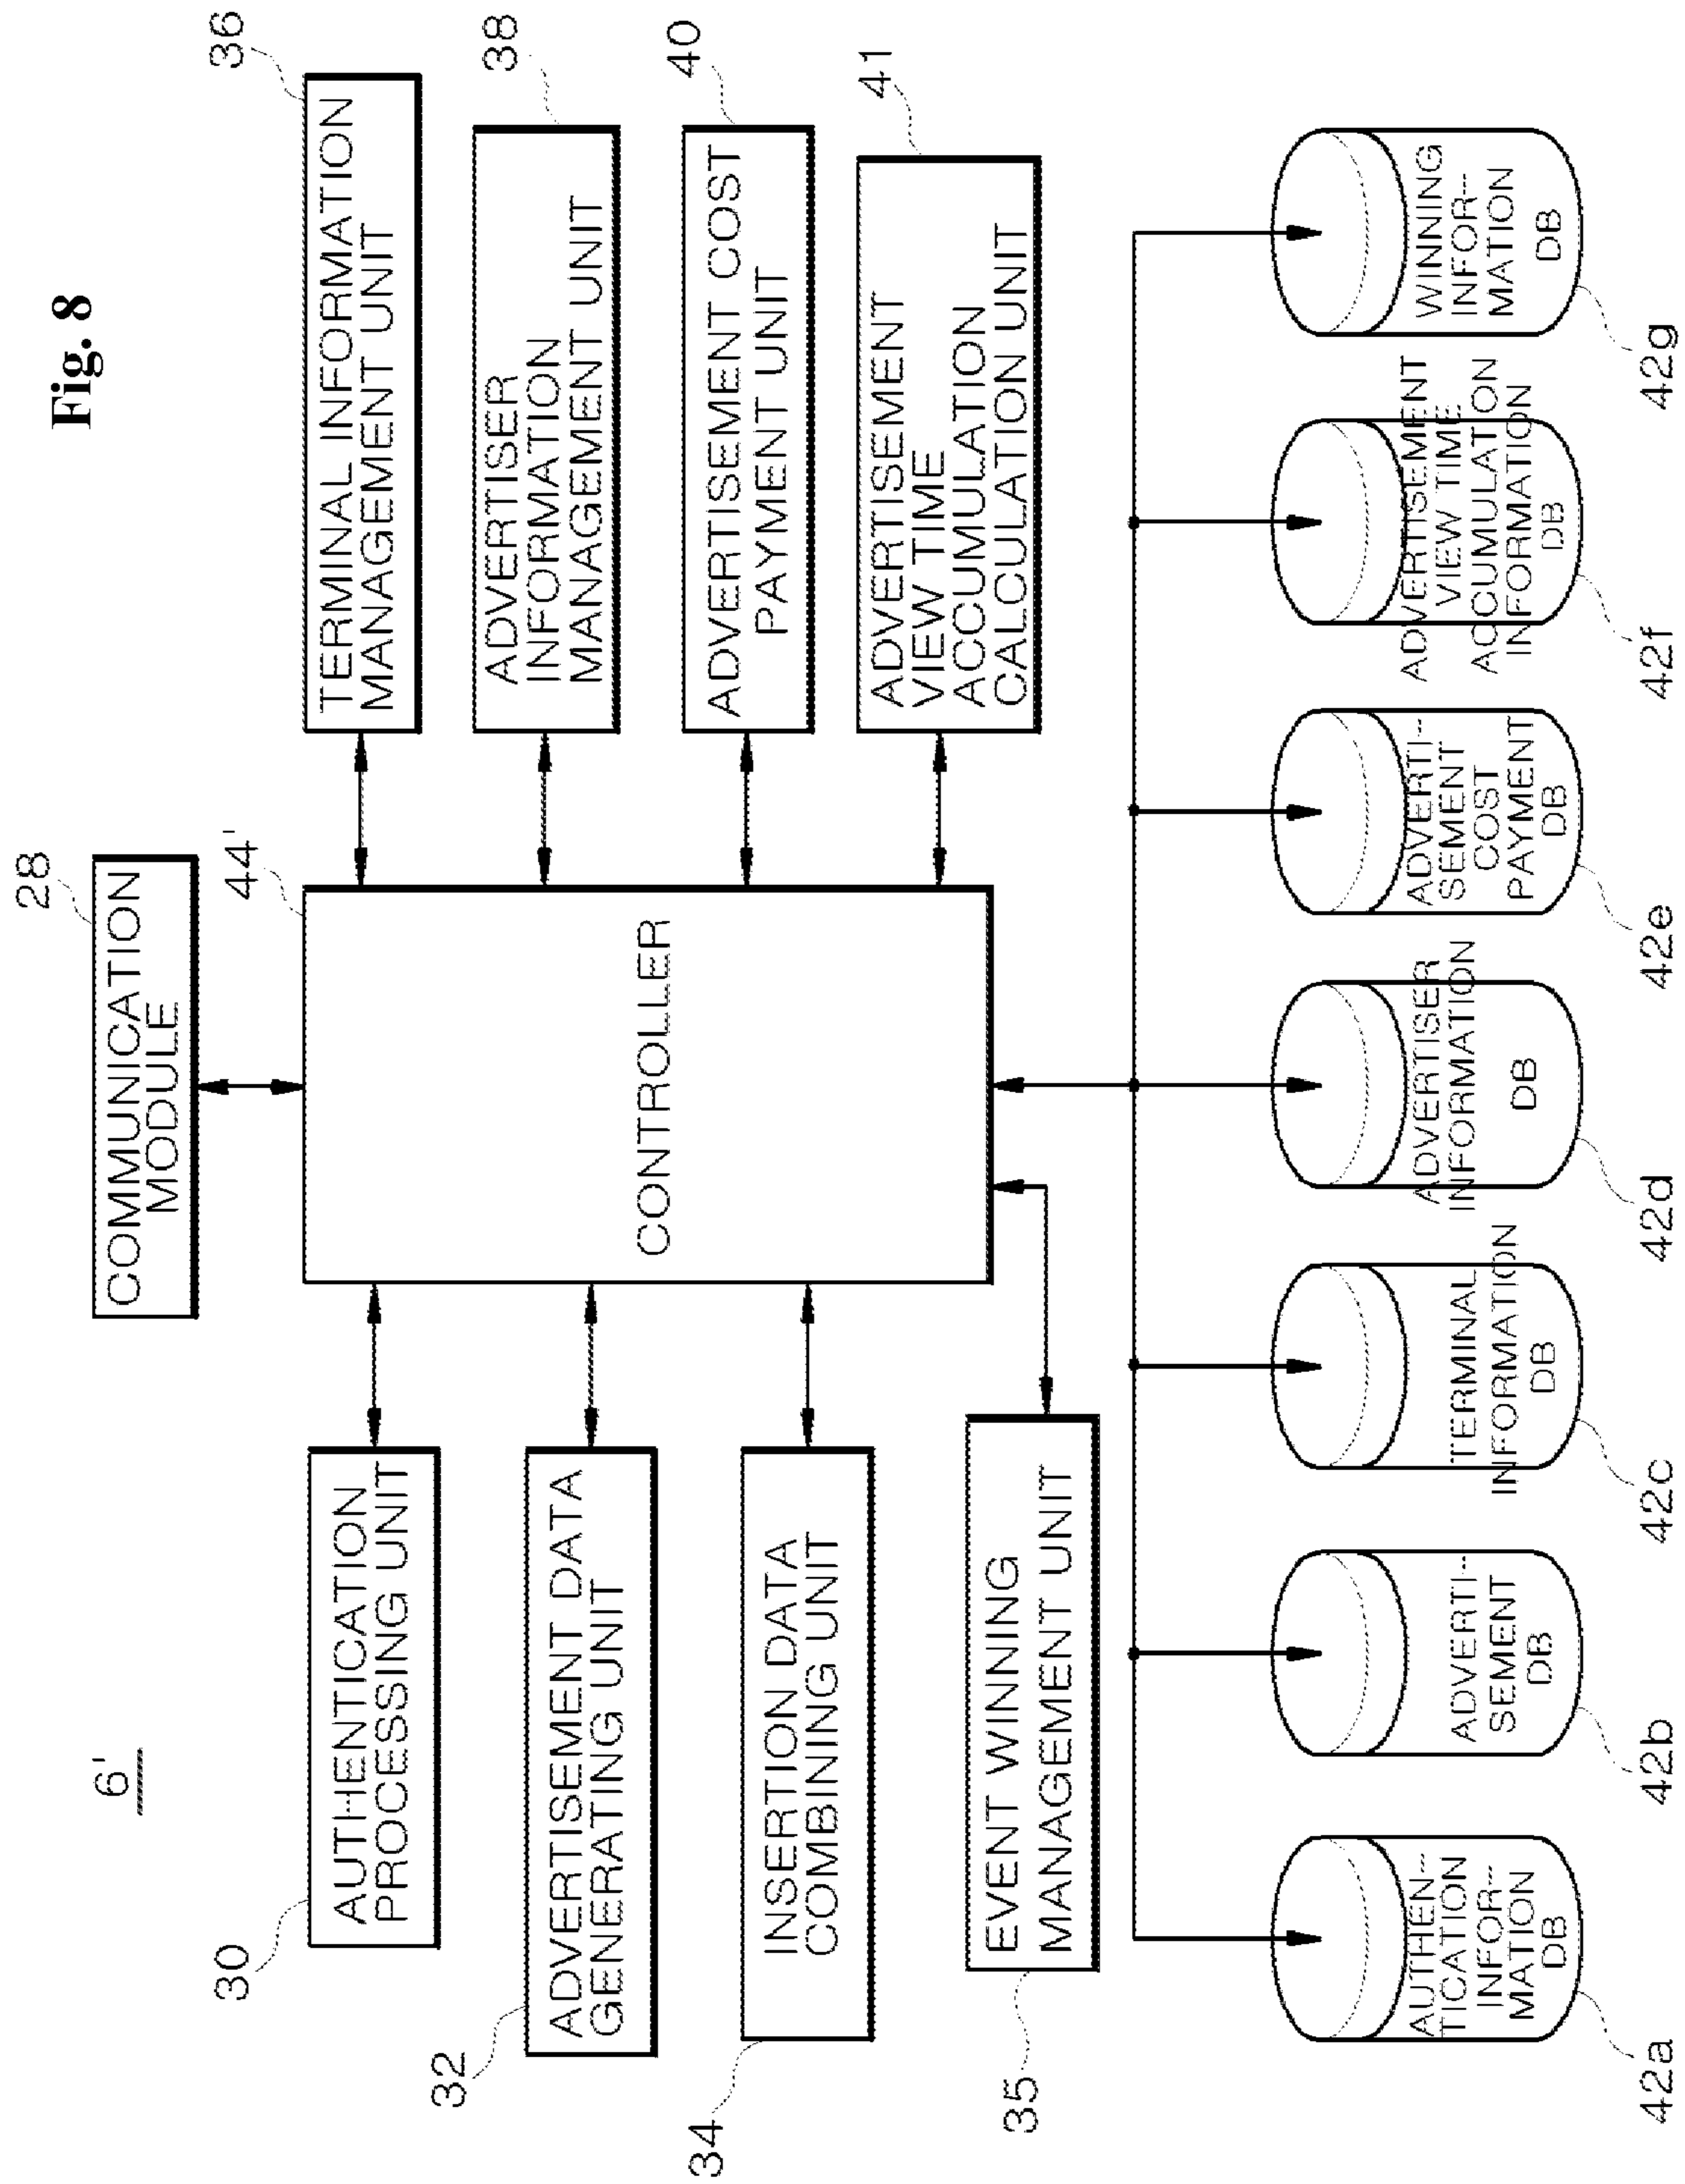 Fig. 8
6'
28
COMMUNICATION
MODULE
44'
CONTROLLER
30
AUTHENTICATION
PROCESSING UNIT
32
ADVERTISEMENT DATA
GENERATING UNIT
34
INSERTION DATA
COMBINING UNIT
35
EVENT WINNING
MANAGEMENT UNIT
36
TERMINAL INFORMATION
MANAGEMENT UNIT
38
ADVERTISER
INFORMATION
MANAGEMENT UNIT
40
ADVERTISEMENT COST
PAYMENT UNIT
41
ADVERTISEMENT
VIEW TIME
ACCUMULATION
CALCULATION UNIT
AUTHEN-
TICATION
INFOR-
MATION
DB
42a
ADVERTI-
SEMENT
DB
42b
TERMINAL
INFORMATION
DB
42c
ADVERTISER
INFORMATION
DB
42d
ADVERTI-
SEMENT
COST
PAYMENT
DB
42e
ADVERTISEMENT
VIEW TIME
ACCUMULATION
INFORMATION
DB
42f
WINNING
INFOR-
MATION
DB
42g